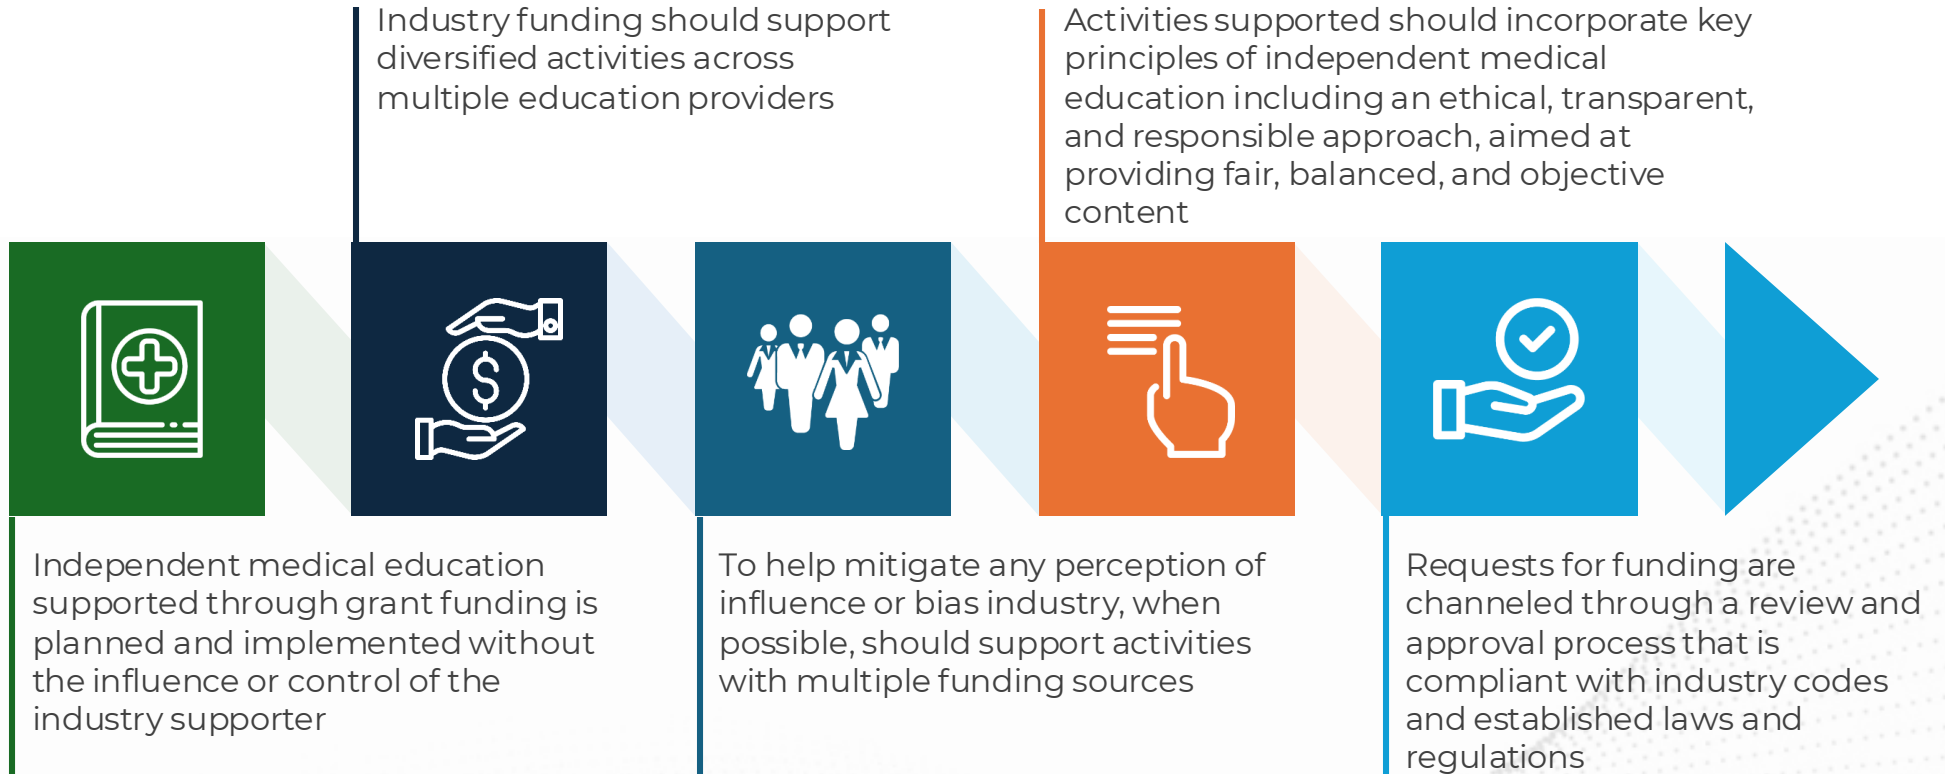 Industry funding should support
diversified activities across
multiple education providers
Activities supported should incorporate key
principles of independent medical
education including an ethical, transparent,
and responsible approach, aimed at
providing fair, balanced, and objective
content
$
Independent medical education
supported through grant funding is
planned and implemented without
the influence or control of the
industry supporter
To help mitigate any perception of
influence or bias industry, when
possible, should support activities
with multiple funding sources
Requests for funding are
channeled through a review and
approval process that is
compliant with industry codes
and established laws and
regulations